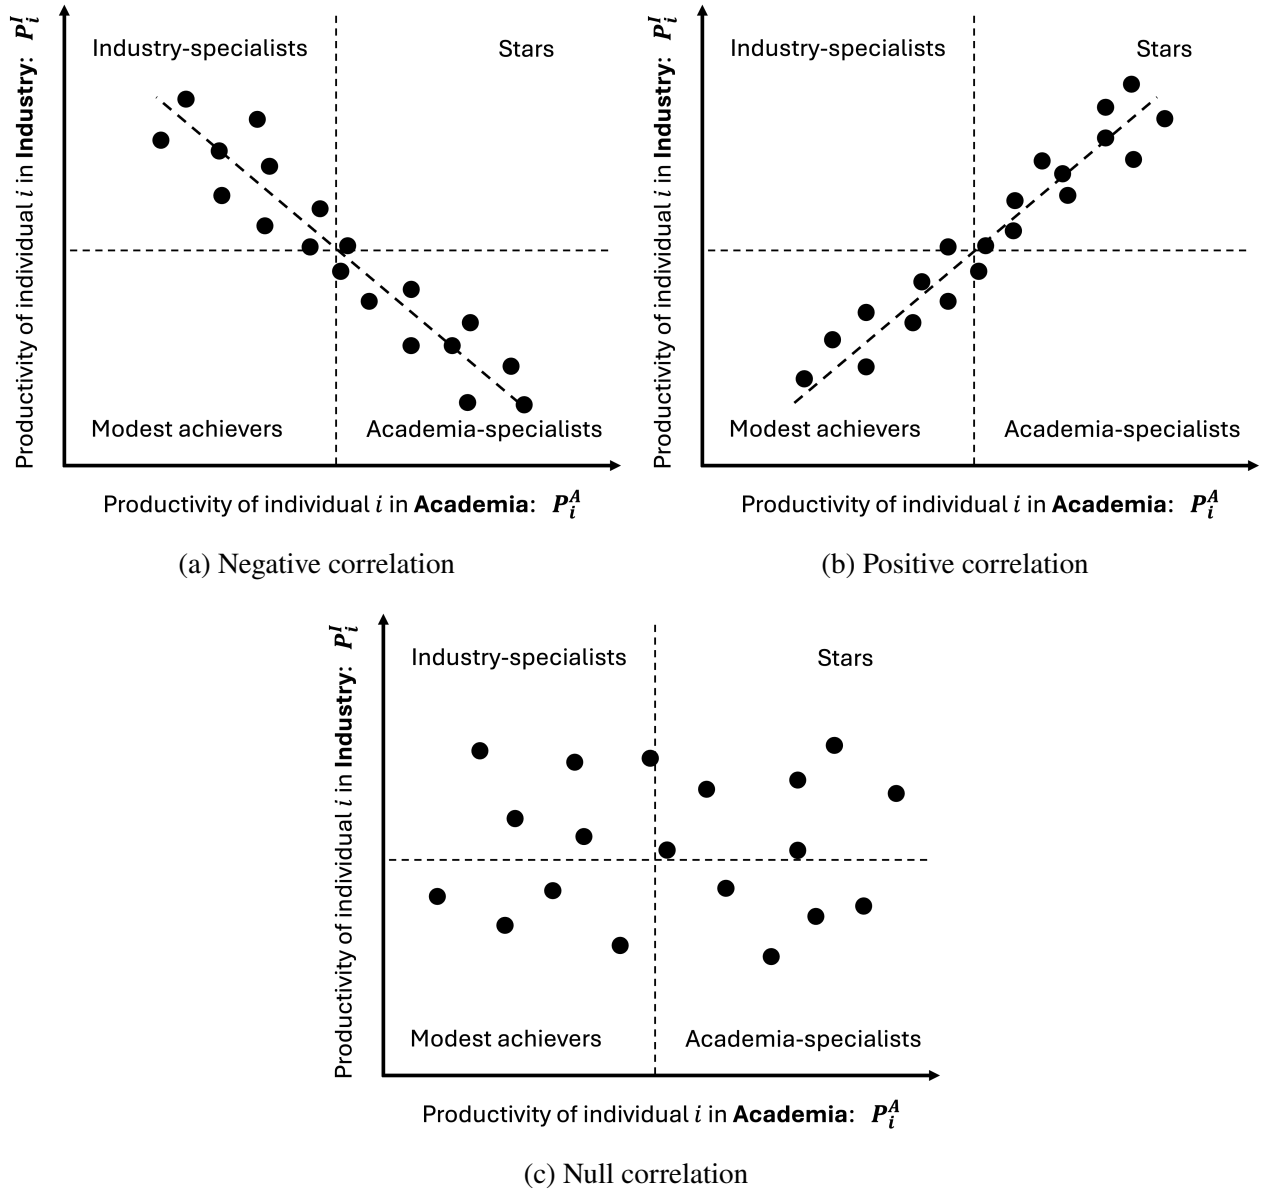 Productivity of individual i in Industry: P_i^I
Industry-specialists
Stars
Modest achievers
Academia-specialists
Productivity of individual i in Academia: P_i^A
(a) Negative correlation
Productivity of individual i in Industry: P_i^I
Industry-specialists
Stars
Modest achievers
Academia-specialists
Productivity of individual i in Academia: P_i^A
(b) Positive correlation
Productivity of individual i in Industry: P_i^I
Industry-specialists
Stars
Modest achievers
Academia-specialists
Productivity of individual i in Academia: P_i^A
(c) Null correlation